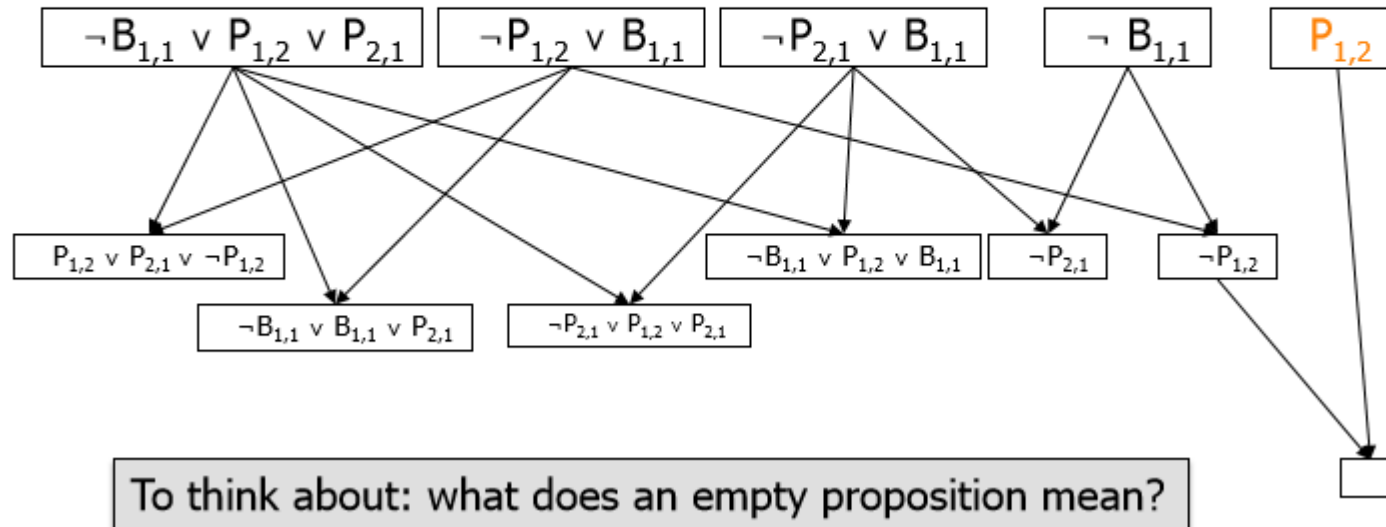 ¬B₁,₁ ∨ P₁,₂ ∨ P₂,₁
¬P₁,₂ ∨ B₁,₁
¬P₂,₁ ∨ B₁,₁
¬ B₁,₁
P₁,₂
P₁,₂ ∨ P₂,₁ ∨ ¬P₁,₂
¬B₁,₁ ∨ P₁,₂ ∨ B₁,₁
¬P₂,₁
¬P₁,₂
¬B₁,₁ ∨ B₁,₁ ∨ P₂,₁
¬P₂,₁ ∨ P₁,₂ ∨ P₂,₁
To think about: what does an empty proposition mean?